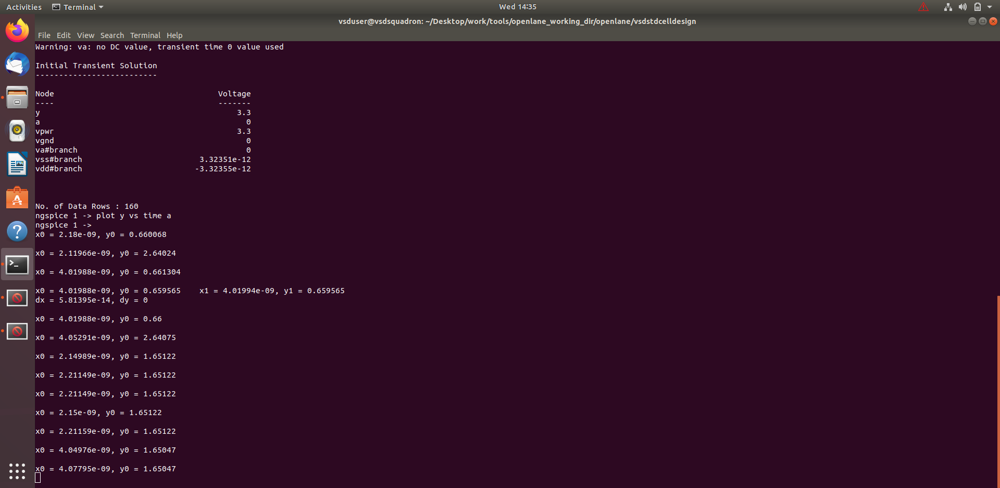 Activities Terminal Wed 14:35
vsduser@vsdsquadron: ~/Desktop/work/tools/openlane_working_dir/openlane/vsdstdcelldesign
File Edit View Search Terminal Help
Warning: va: no DC value, transient time 0 value used
Initial Transient Solution
--------------------------
Node Voltage
---- -------
y 3.3
a 0
vpwr 3.3
vgnd 0
va#branch 0
vss#branch 3.32351e-12
vdd#branch -3.32355e-12
No. of Data Rows : 160
ngspice 1 -> plot y vs time a
ngspice 1 ->
x0 = 2.18e-09, y0 = 0.660068
x0 = 2.11966e-09, y0 = 2.64024
x0 = 4.01988e-09, y0 = 0.661304
x0 = 4.01988e-09, y0 = 0.659565 x1 = 4.01994e-09, y1 = 0.659565
dx = 5.81395e-14, dy = 0
x0 = 4.01988e-09, y0 = 0.66
x0 = 4.05291e-09, y0 = 2.64075
x0 = 2.14989e-09, y0 = 1.65122
x0 = 2.21149e-09, y0 = 1.65122
x0 = 2.21149e-09, y0 = 1.65122
x0 = 2.15e-09, y0 = 1.65122
x0 = 2.21159e-09, y0 = 1.65122
x0 = 4.04976e-09, y0 = 1.65047
x0 = 4.07795e-09, y0 = 1.65047